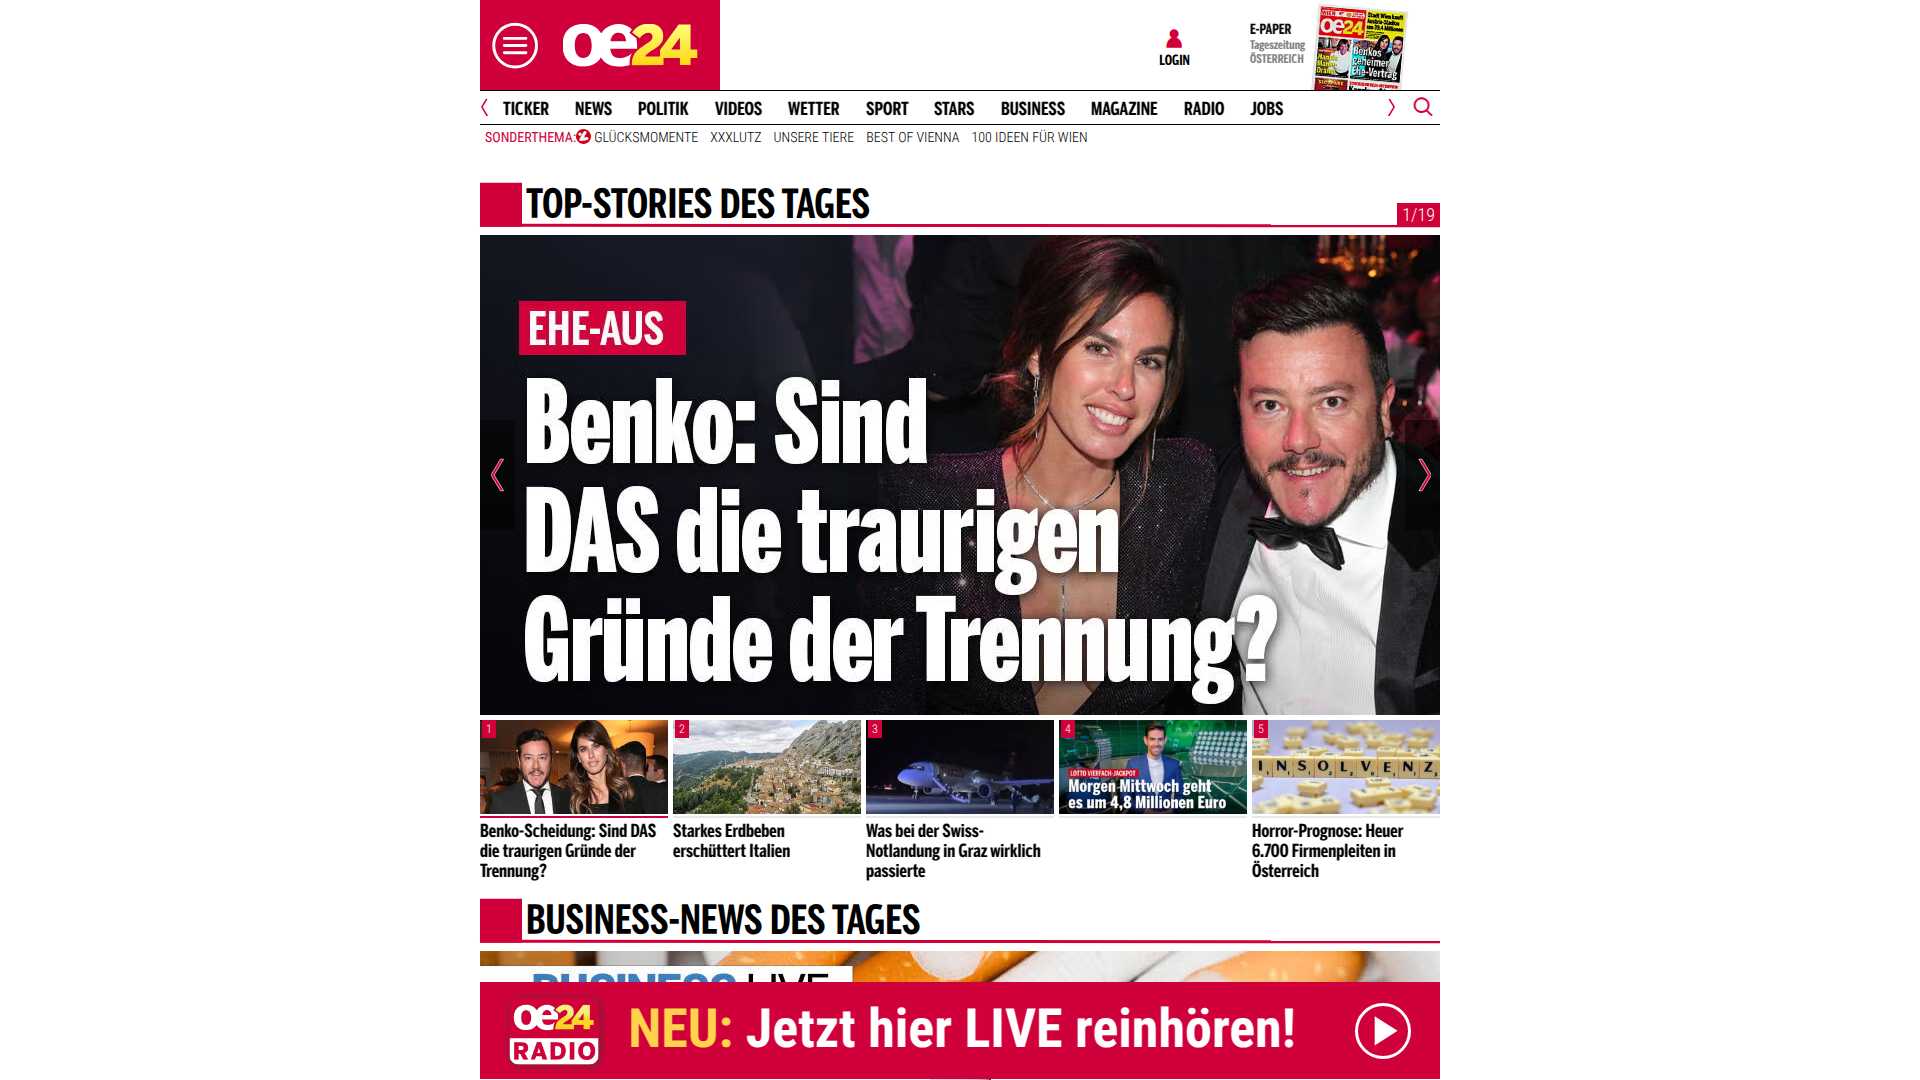 oe24
LOGIN
E-PAPER
Tageszeitung
ÖSTERREICH
oe24
Benkos
geheimer
Ehe-Vertrag
TICKER NEWS POLITIK VIDEOS WETTER SPORT STARS BUSINESS MAGAZINE RADIO JOBS
SONDERTHEMA: GLÜCKSMOMENTE XXXLUTZ UNSERE TIERE BEST OF VIENNA 100 IDEEN FÜR WIEN
TOP-STORIES DES TAGES
1/19
EHE-AUS
Benko: Sind
DAS die traurigen
Gründe der Trennung?
1
Benko-Scheidung: Sind DAS
die traurigen Gründe der
Trennung?
2
Starkes Erdbeben
erschüttert Italien
3
Was bei der Swiss-
Notlandung in Graz wirklich
passierte
4
LOTTO VIERFACH-JACKPOT
Morgen Mittwoch geht
es um 4,8 Millionen Euro
5
INSOLVENZ
Horror-Prognose: Heuer
6.700 Firmenpleiten in
Österreich
BUSINESS-NEWS DES TAGES
BUSINESS LIVE
oe24
RADIO
NEU: Jetzt hier LIVE reinhören!